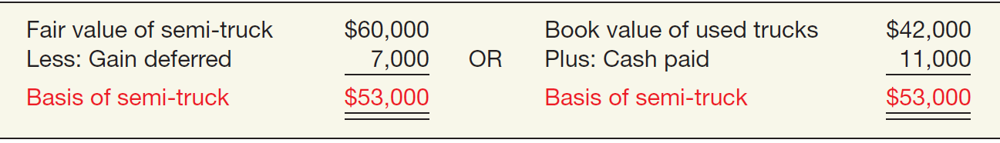 Fair value of semi-truck $60,000 Book value of used trucks $42,000
Less: Gain deferred 7,000 OR Plus: Cash paid 11,000
Basis of semi-truck $53,000 Basis of semi-truck $53,000